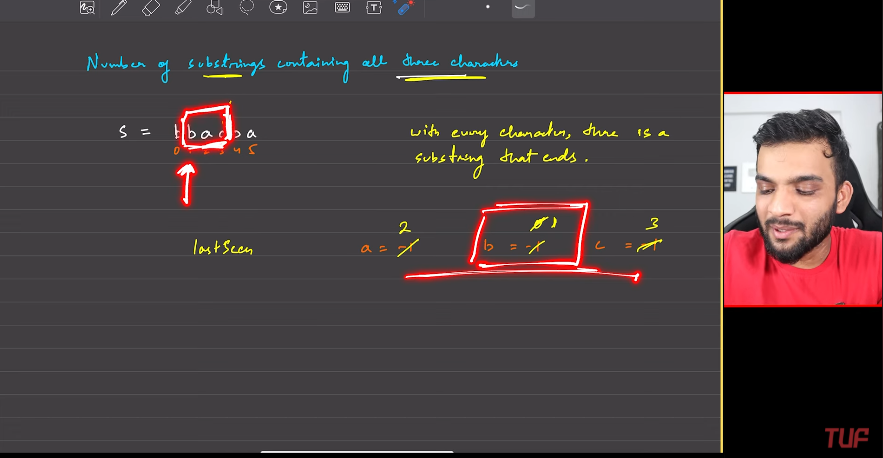 Number of substrings containing all three characters
S = b b a c b a
0 1 2 3 4 5
with every character, there is a
substring that ends.
lastSeen
2 0 1 3
a = -1 b = -1 c = -1
TUF